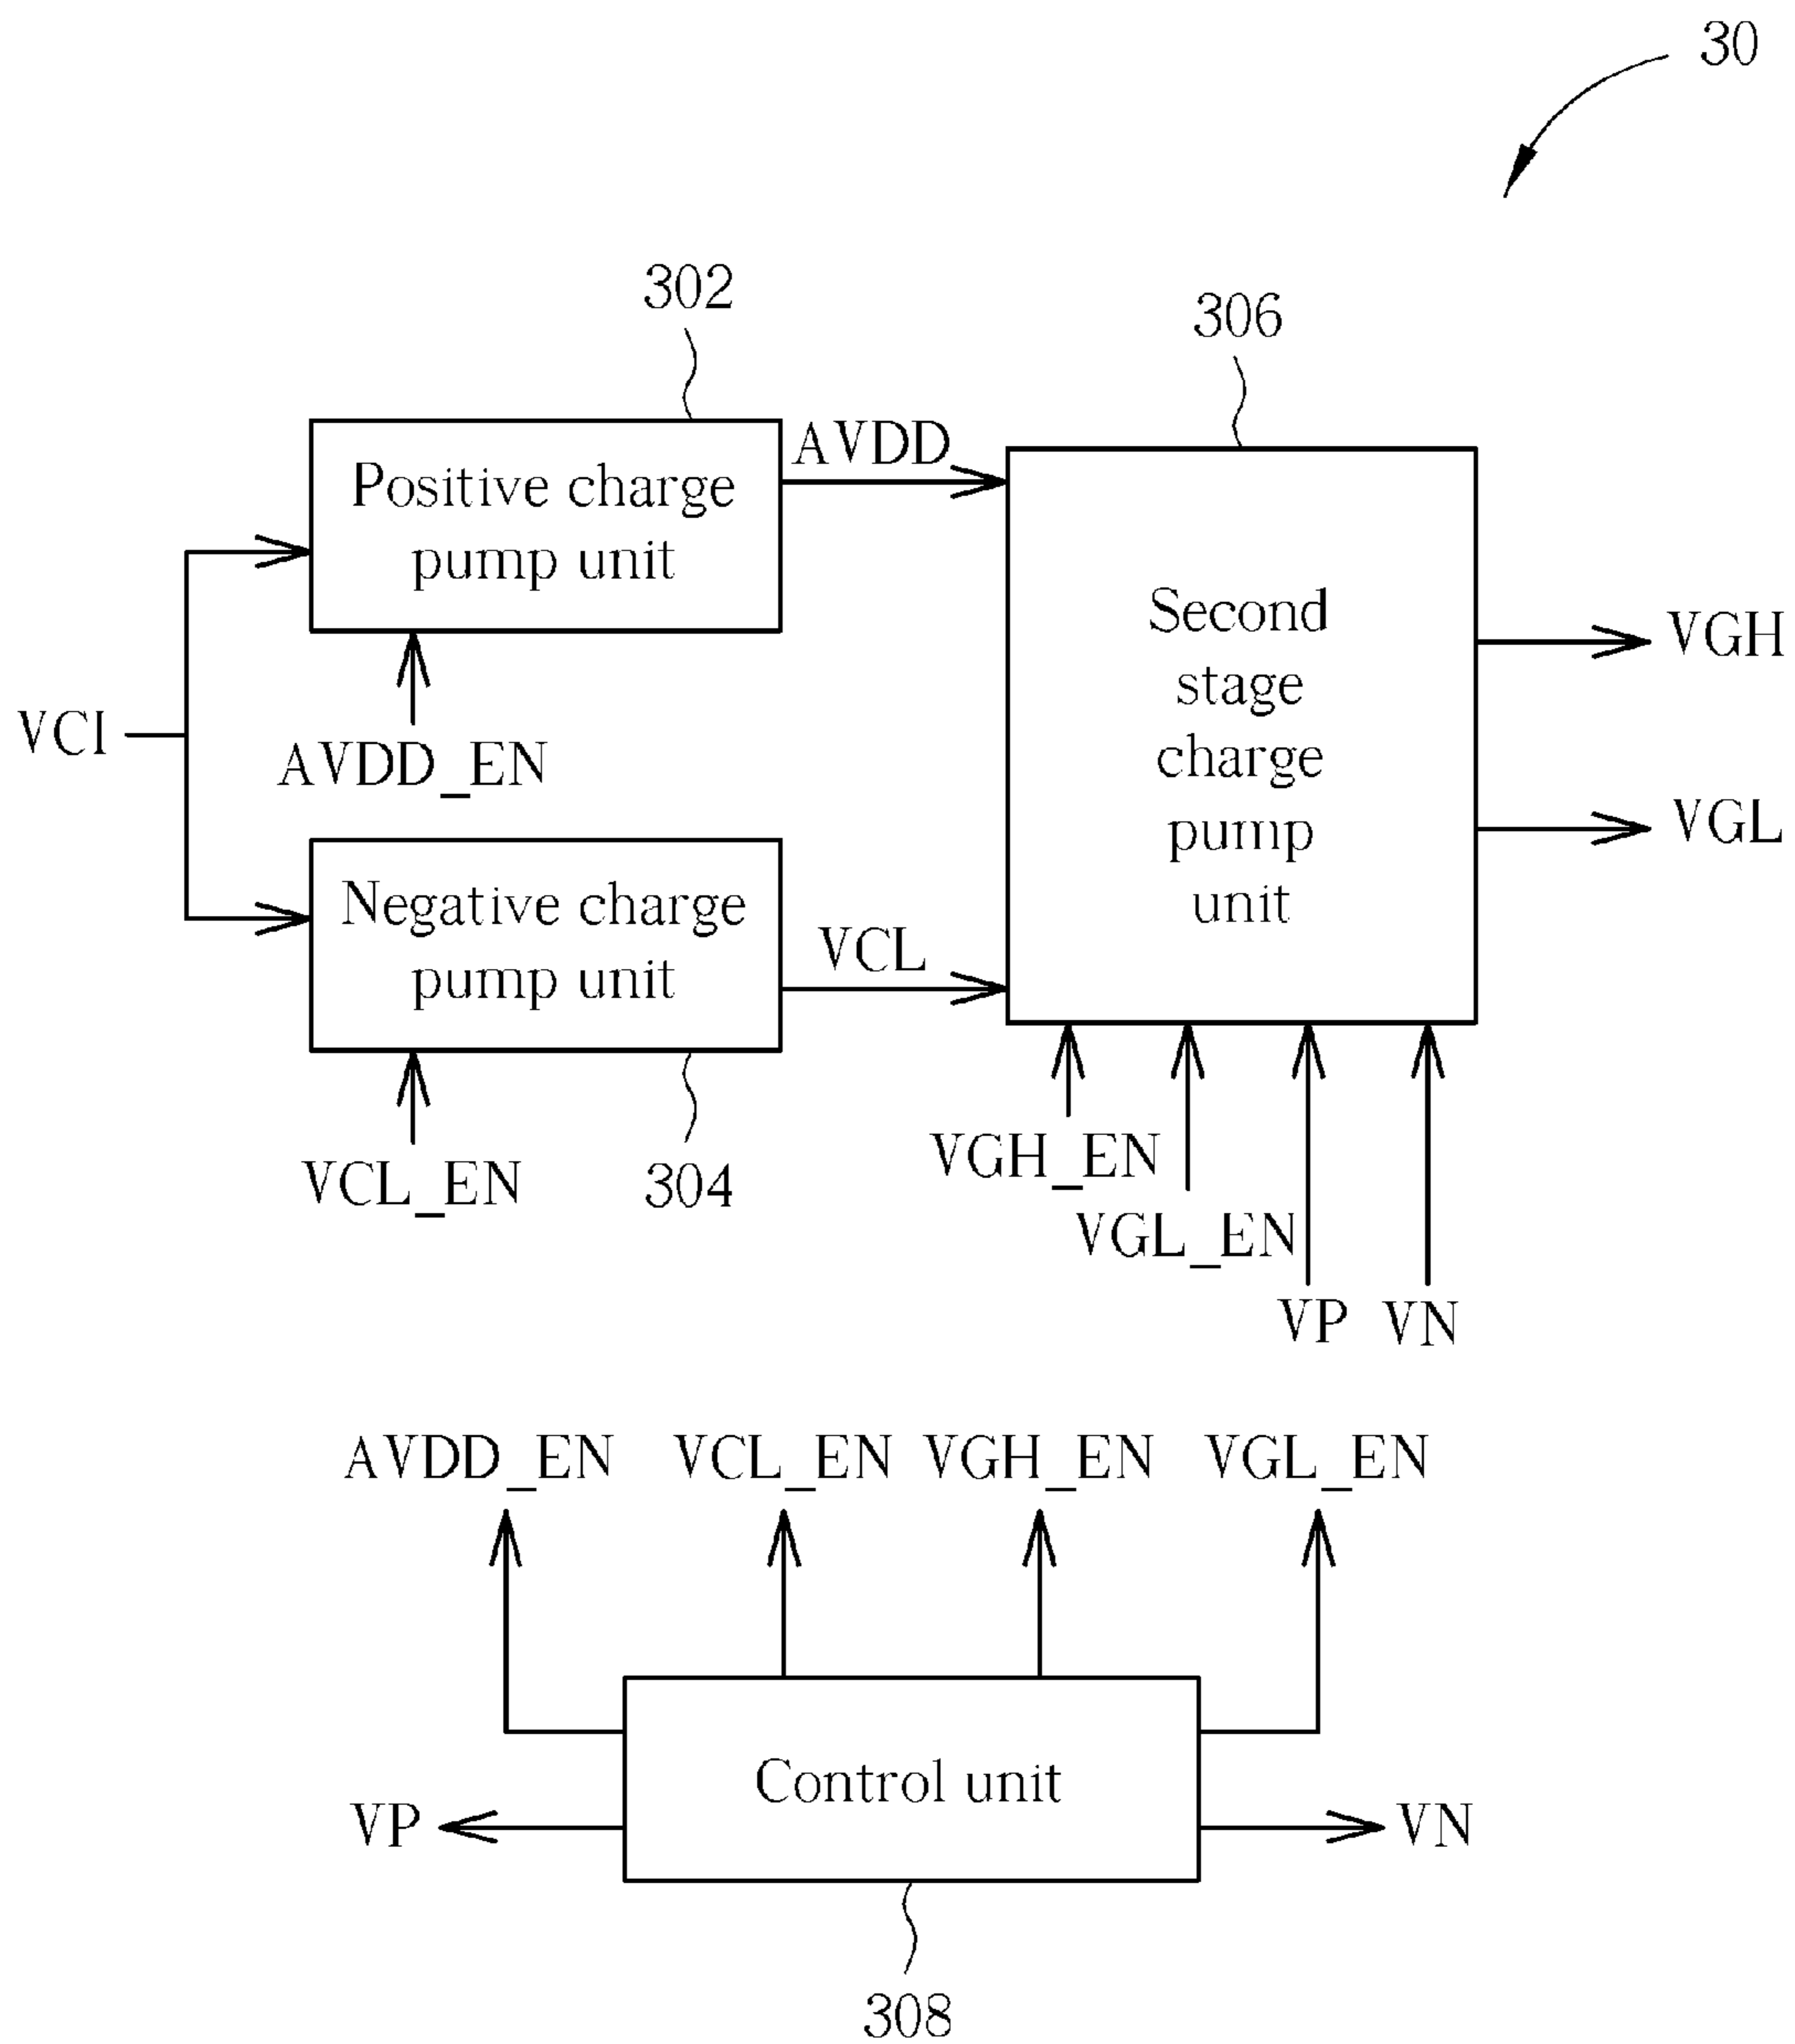 30
302
306
AVDD
Positive charge
pump unit
Second
stage
charge
pump
unit
VGH
VCI
AVDD_EN
VGL
Negative charge
pump unit
VCL
VGH_EN
VCL_EN
304
VGL_EN
VP VN
AVDD_EN VCL_EN VGH_EN VGL_EN
Control unit
VP
VN
308